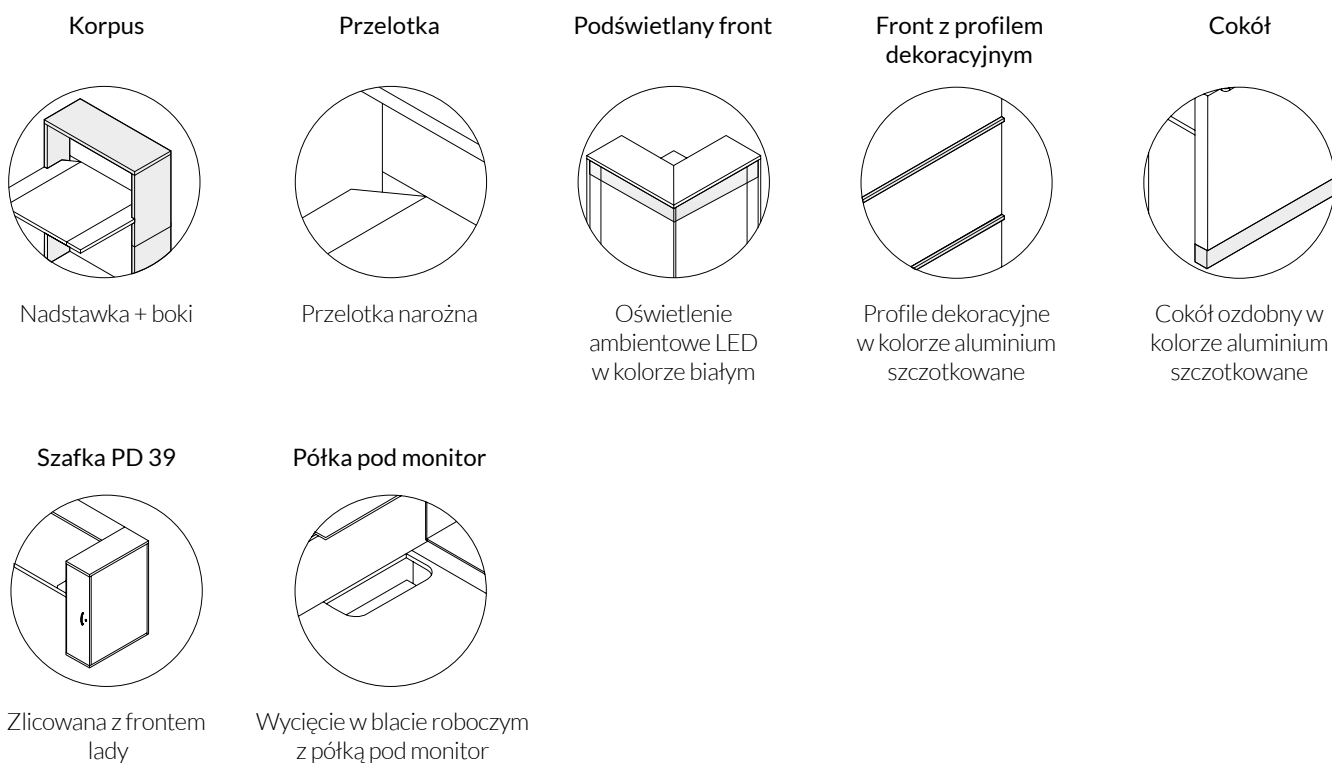 Korpus
Przelotka
Podświetlany front
Front z profilem
dekoracyjnym
Cokół
Nadstawka + boki
Przelotka narożna
Oświetlenie
ambientowe LED
w kolorze białym
Profile dekoracyjne
w kolorze aluminium
szczotkowane
Cokół ozdobny w
kolorze aluminium
szczotkowane
Szafka PD 39
Półka pod monitor
Zlicowana z frontem
lady
Wycięcie w blacie roboczym
z półką pod monitor